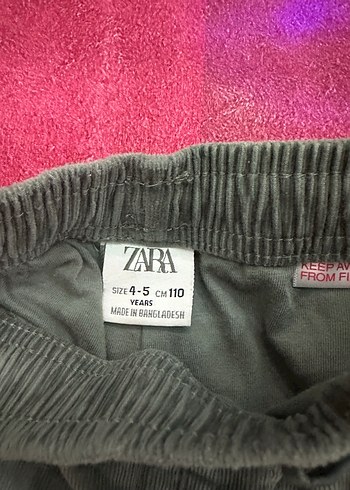 ZARA
SIZE 4-5 CM 110
YEARS
MADE IN BANGLADESH
KEEP AW
FROM FI